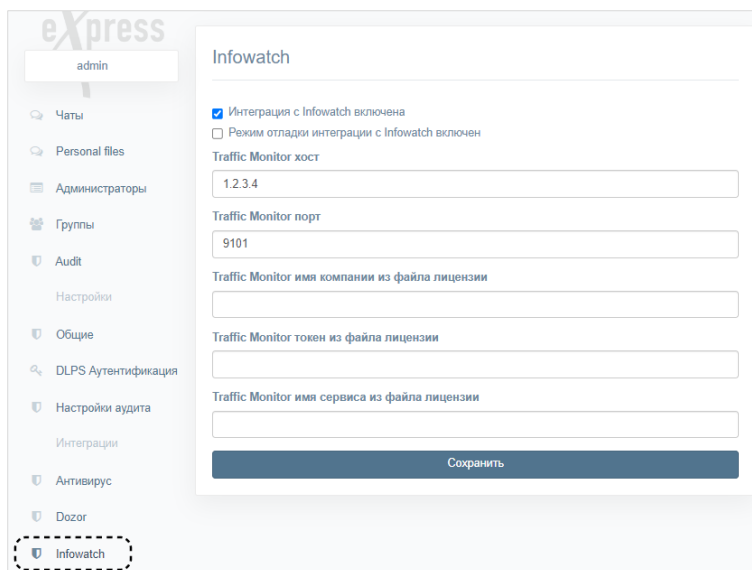 eXpress
admin
Чаты
Personal files
Администраторы
Группы
Audit
Настройки
Общие
DLPS Аутентификация
Настройки аудита
Интеграции
Антивирус
Dozor
Infowatch
Infowatch
Интеграция с Infowatch включена
Режим отладки интеграции с Infowatch включен
Traffic Monitor хост
1.2.3.4
Traffic Monitor порт
9101
Traffic Monitor имя компании из файла лицензии
Traffic Monitor токен из файла лицензии
Traffic Monitor имя сервиса из файла лицензии
Сохранить